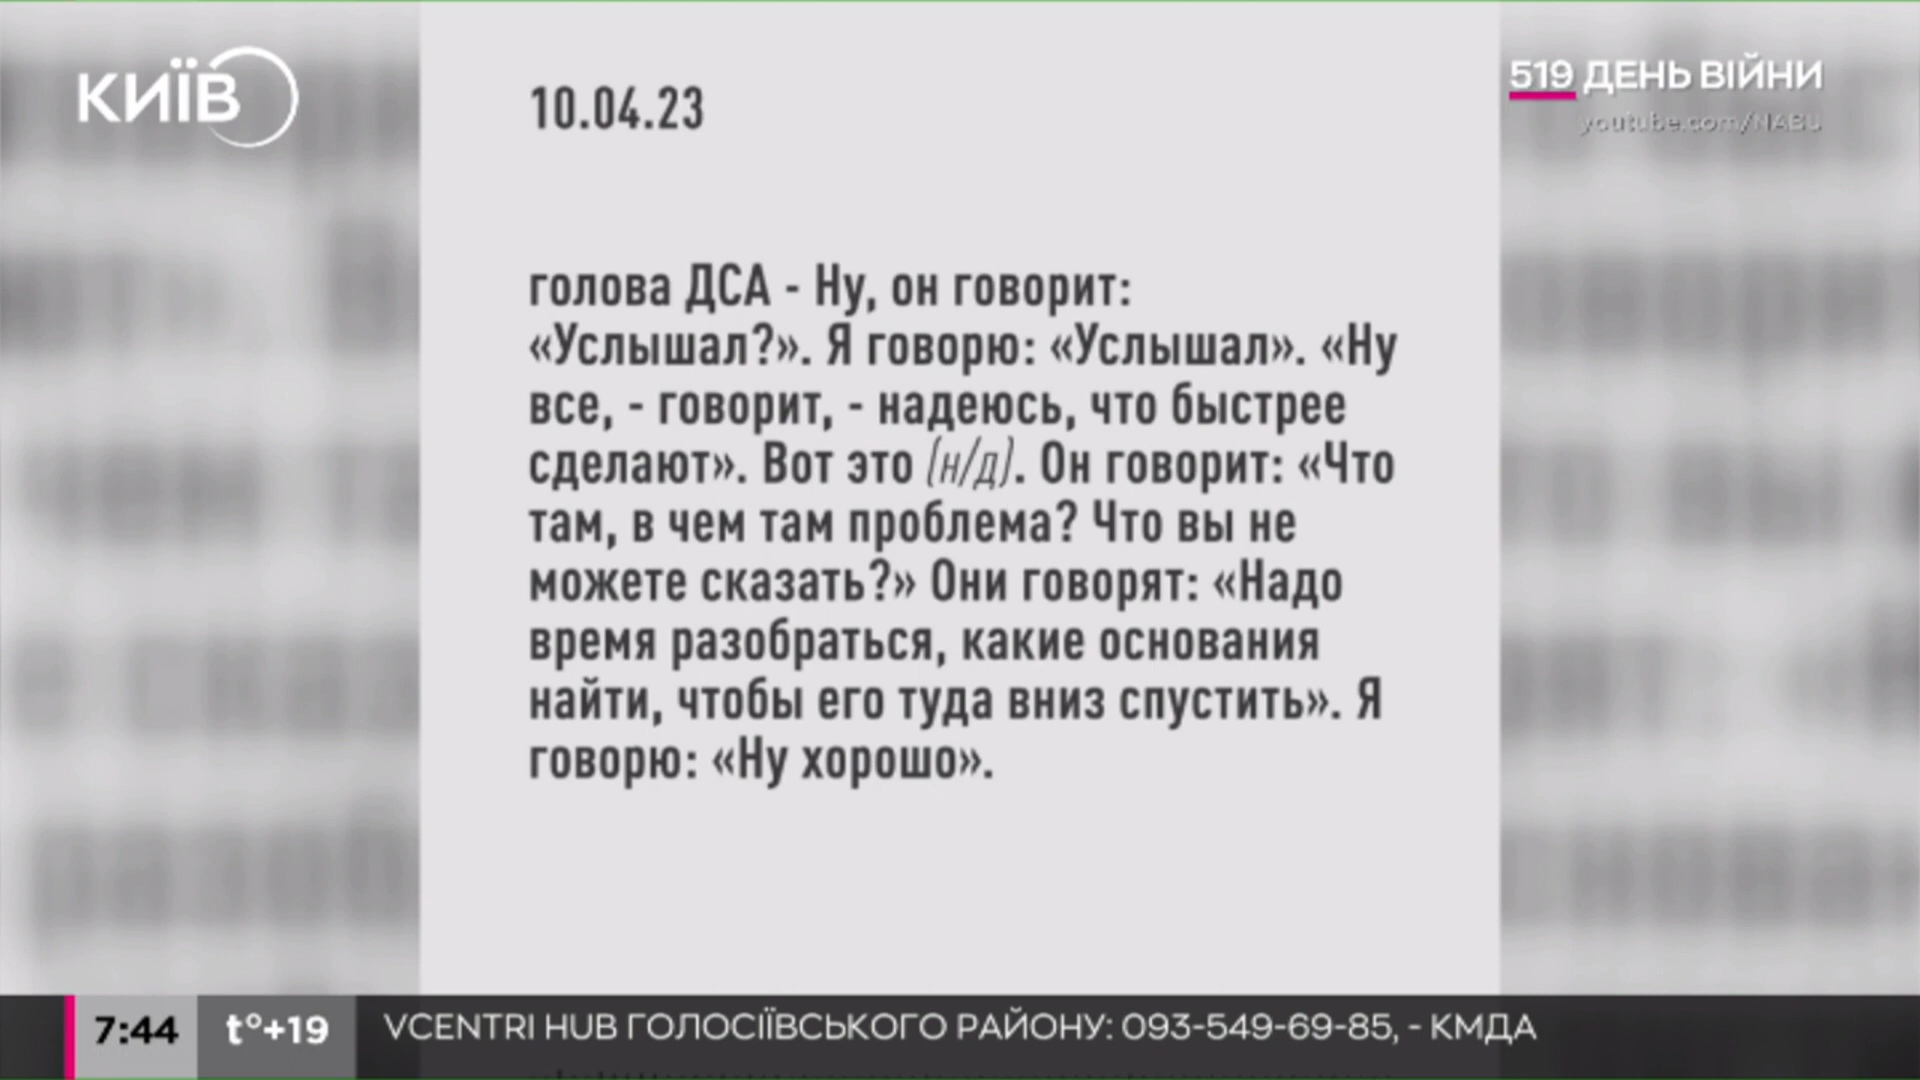 КИЇВ
519 ДЕНЬ ВІЙНИ
youtube.com/NABU
10.04.23
голова ДСА - Ну, он говорит:
«Услышал?». Я говорю: «Услышал». «Ну
все, - говорит, - надеюсь, что быстрее
сделают». Вот это (н/д). Он говорит: «Что
там, в чем там проблема? Что вы не
можете сказать?» Они говорят: «Надо
время разобраться, какие основания
найти, чтобы его туда вниз спустить». Я
говорю: «Ну хорошо».
7:44 t°+19 VCENTRI HUB ГОЛОСІЇВСЬКОГО РАЙОНУ: 093-549-69-85, - КМДА